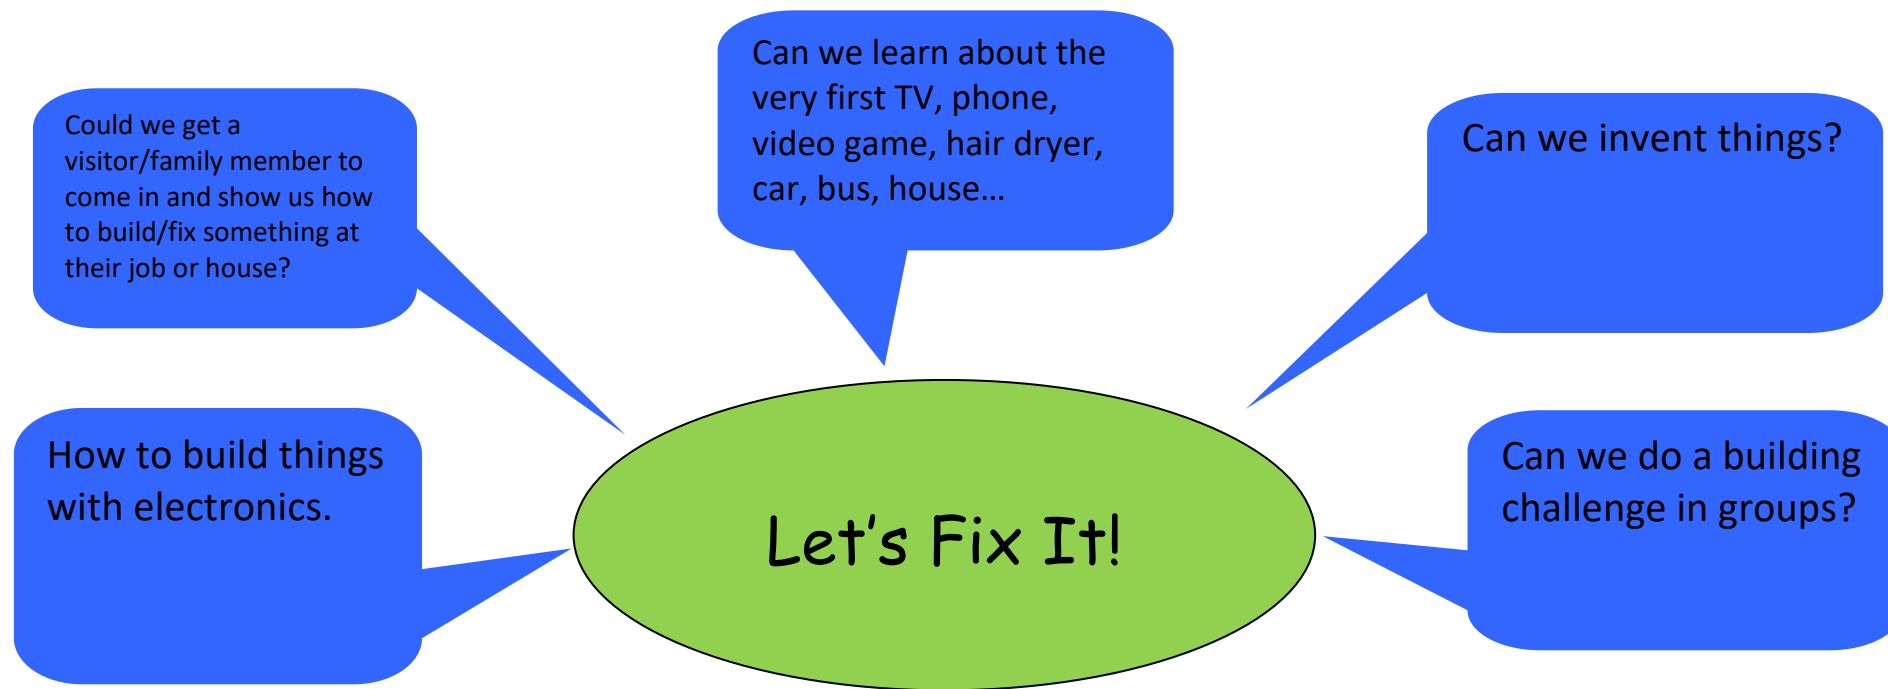 Could we get a
visitor/family member to
come in and show us how
to build/fix something at
their job or house?
Can we learn about the
very first TV, phone,
video game, hair dryer,
car, bus, house…
Can we invent things?
How to build things
with electronics.
Let's Fix It!
Can we do a building
challenge in groups?